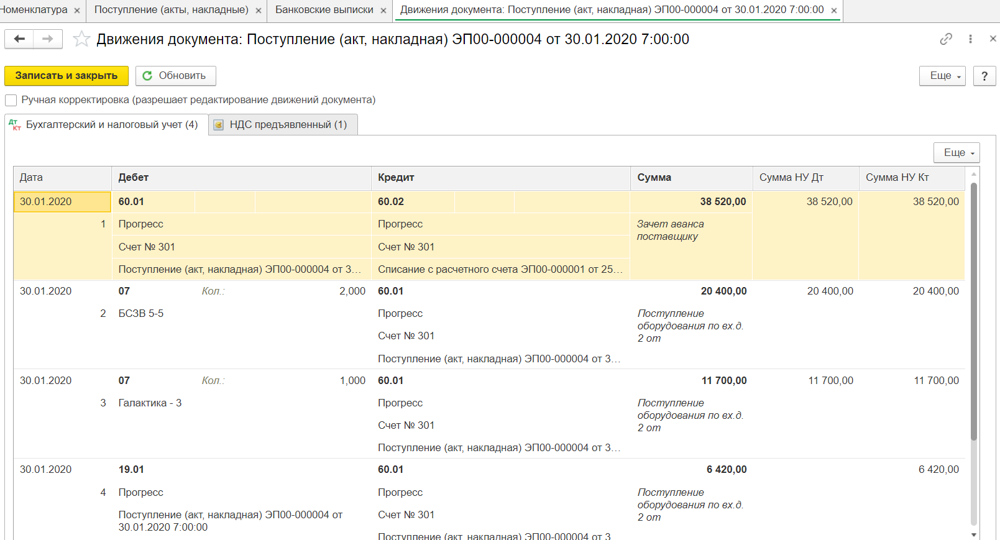 Номенклатура × Поступление (акты, накладные) × Банковские выписки × Движения документа: Поступление (акт, накладная) ЭП00-000004 от 30.01.2020 7:00:00 ×
Движения документа: Поступление (акт, накладная) ЭП00-000004 от 30.01.2020 7:00:00
Записать и закрыть Обновить Еще ?
Ручная корректировка (разрешает редактирование движений документа)
Дт Кт Бухгалтерский и налоговый учет (4) НДС предъявленный (1)
Еще
Дата Дебет Кредит Сумма Сумма НУ Дт Сумма НУ Кт
30.01.2020 60.01 60.02 38 520,00 38 520,00 38 520,00
1 Прогресс Прогресс Зачет аванса
поставщику
Счет № 301 Счет № 301
Поступление (акт, накладная) ЭП00-000004 от 3... Списание с расчетного счета ЭП00-000001 от 25...
30.01.2020 07 Кол.: 2,000 60.01 20 400,00 20 400,00 20 400,00
2 БСЗВ 5-5 Прогресс Поступление
оборудования по вх.д.
Счет № 301 2 от
Поступление (акт, накладная) ЭП00-000004 от 3...
30.01.2020 07 Кол.: 1,000 60.01 11 700,00 11 700,00 11 700,00
3 Галактика - 3 Прогресс Поступление
оборудования по вх.д.
Счет № 301 2 от
Поступление (акт, накладная) ЭП00-000004 от 3...
30.01.2020 19.01 60.01 6 420,00 6 420,00
4 Прогресс Прогресс Поступление
оборудования по вх.д.
Поступление (акт, накладная) ЭП00-000004 от Счет № 301 2 от
30.01.2020 7:00:00
Поступление (акт, накладная) ЭП00-000004 от 3